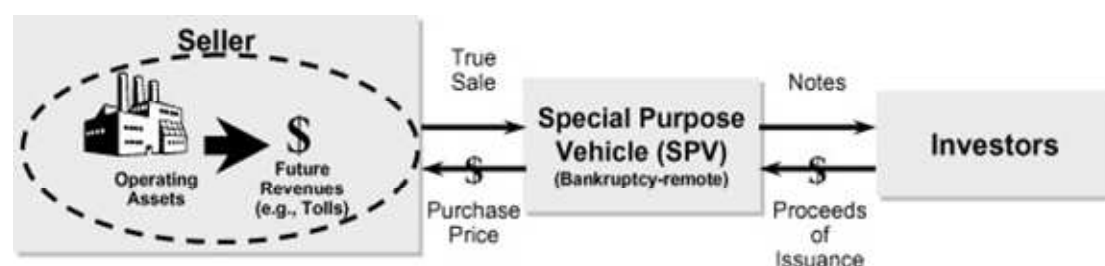 Seller
$
Operating
Assets
Future
Revenues
(e.g., Tolls)
True
Sale
$
Purchase
Price
Special Purpose
Vehicle (SPV)
(Bankruptcy-remote)
Notes
$
Proceeds
of
Issuance
Investors